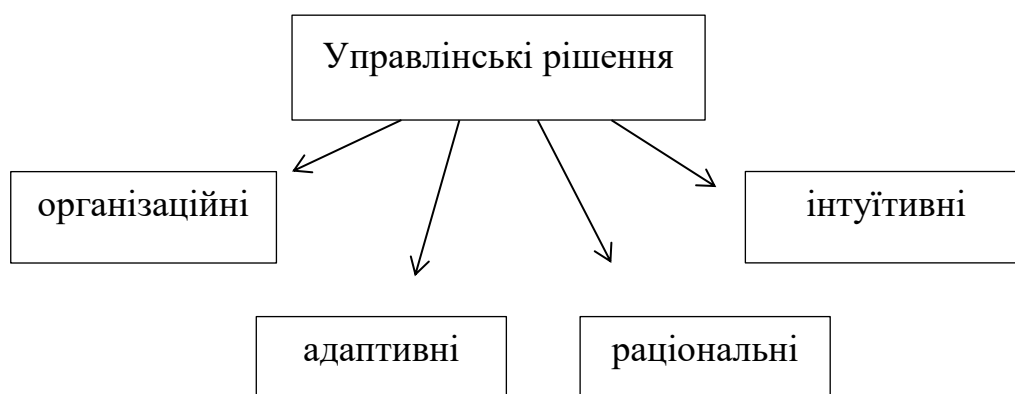 Управлінські рішення
організаційні
інтуїтивні
адаптивні
раціональні